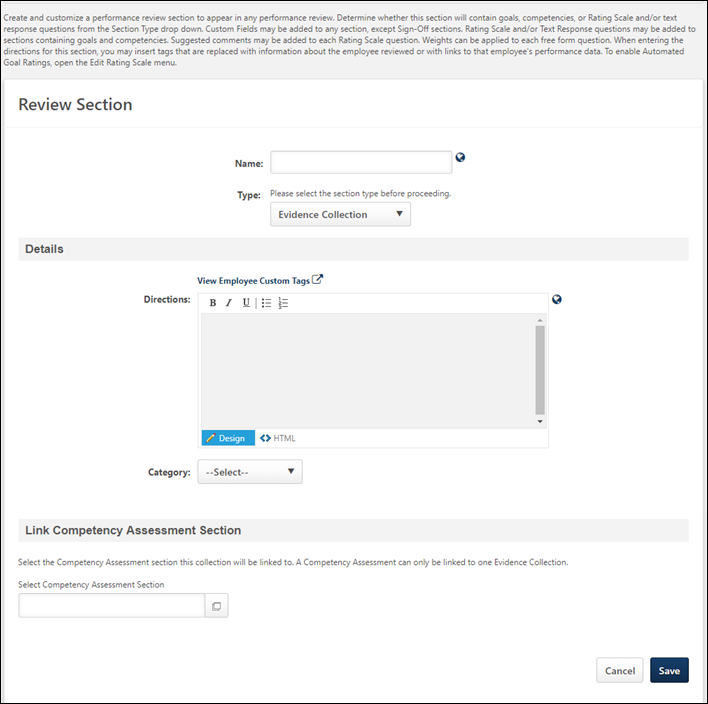 Create and customize a performance review section to appear in any performance review. Determine whether this section will contain goals, competencies, or Rating Scale and/or text
response questions from the Section Type drop down. Custom Fields may be added to any section, except Sign-Off sections. Rating Scale and/or Text Response questions may be added to
sections containing goals and competencies. Suggested comments may be added to each Rating Scale question. Weights can be applied to each free form question. When entering the
directions for this section, you may insert tags that are replaced with information about the employee reviewed or with links to that employee's performance data. To enable Automated
Goal Ratings, open the Edit Rating Scale menu.
Review Section
Name:
Type: Please select the section type before proceeding.
Evidence Collection
Details
View Employee Custom Tags
Directions:
B I U
Design HTML
Category: --Select--
Link Competency Assessment Section
Select the Competency Assessment section this collection will be linked to. A Competency Assessment can only be linked to one Evidence Collection.
Select Competency Assessment Section
Cancel Save